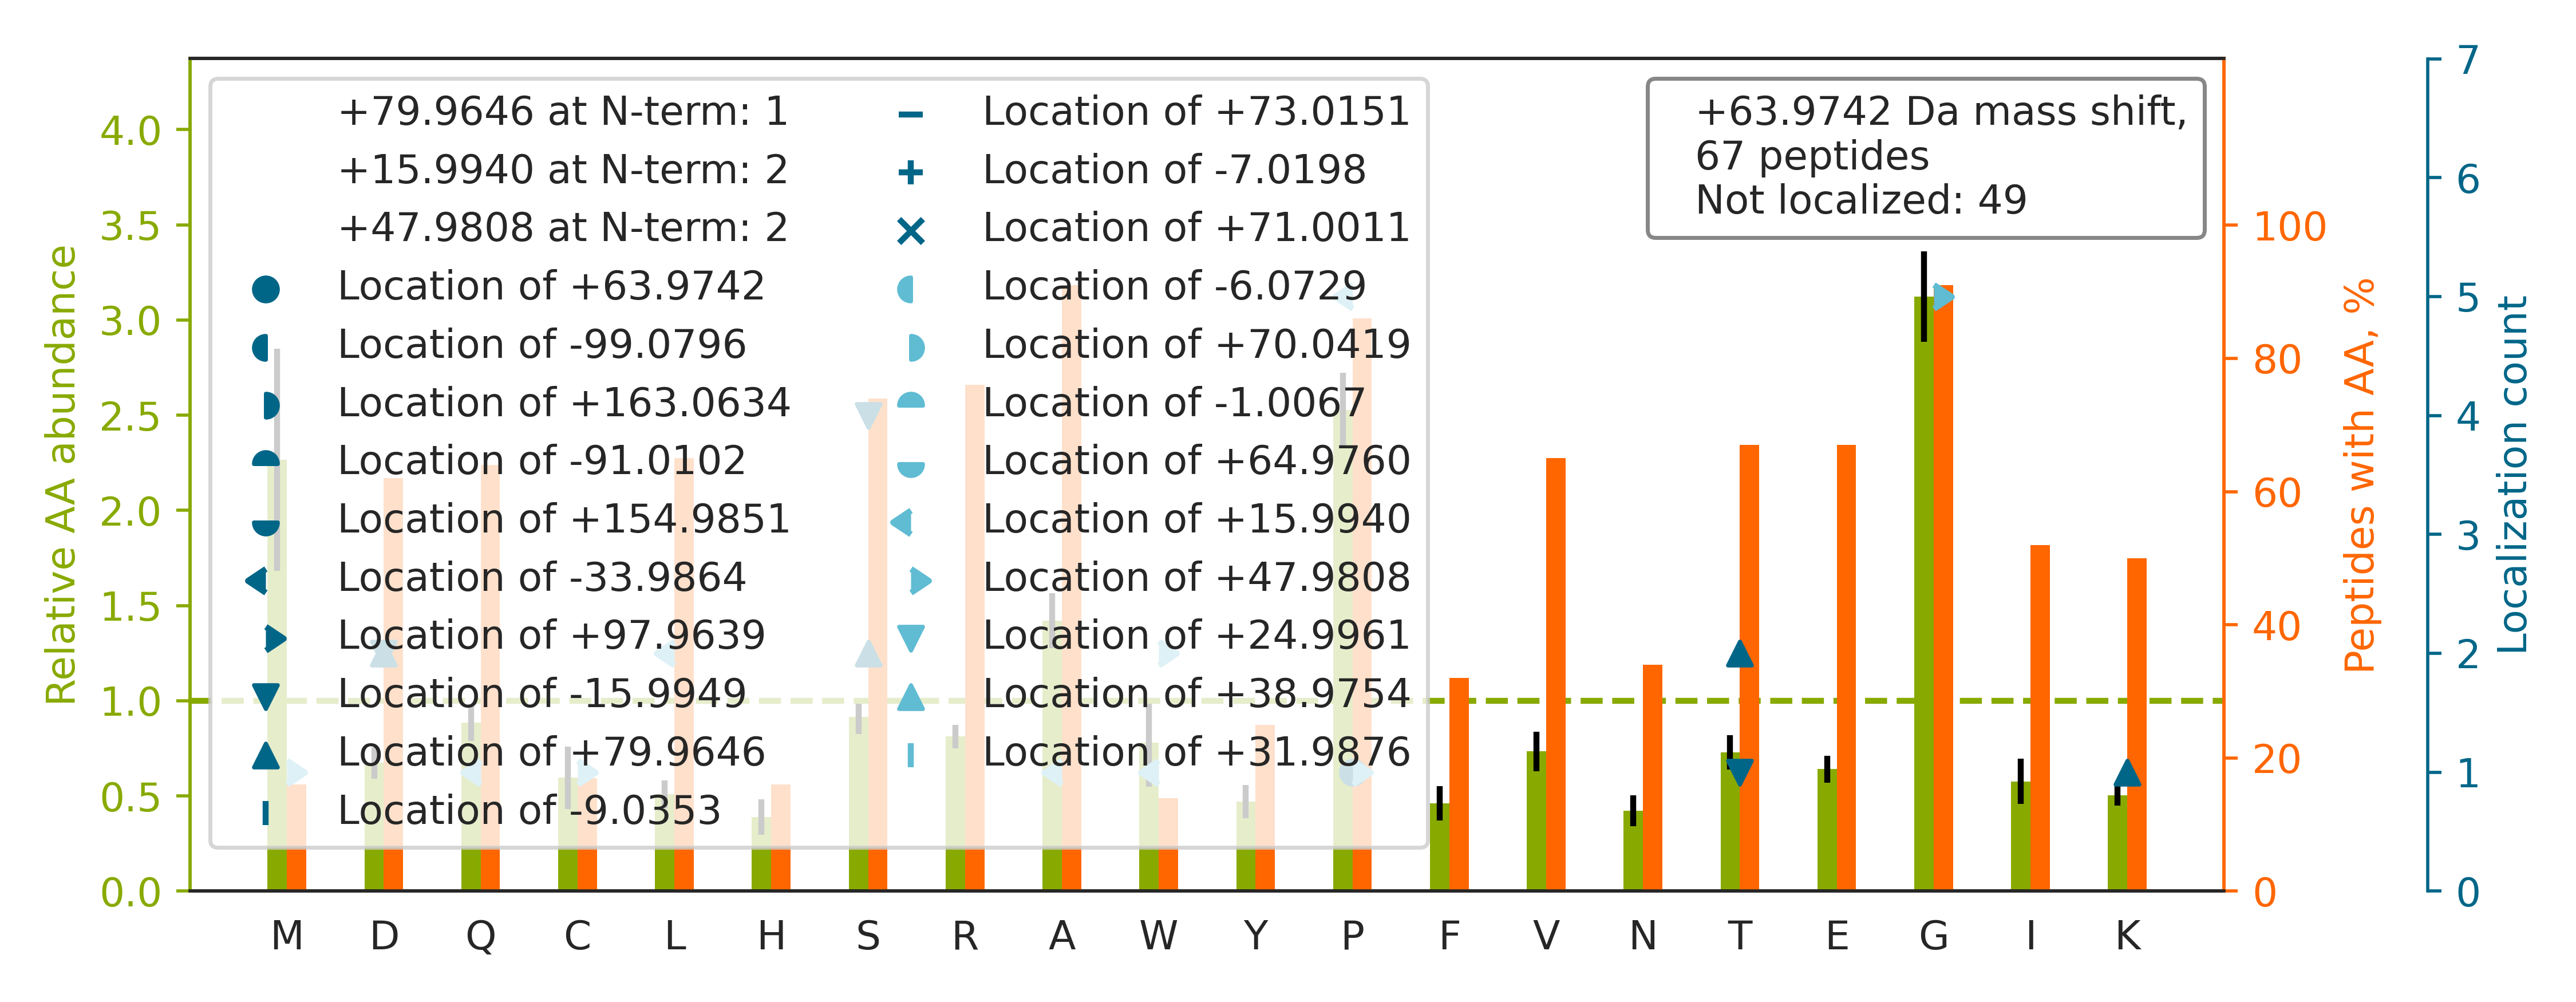 +79.9646 at N-term: 1
+15.9940 at N-term: 2
+47.9808 at N-term: 2
Location of +63.9742
Location of -99.0796
Location of +163.0634
Location of -91.0102
Location of +154.9851
Location of -33.9864
Location of +97.9639
Location of -15.9949
Location of +79.9646
Location of -9.0353
Location of +73.0151
Location of -7.0198
Location of +71.0011
Location of -6.0729
Location of +70.0419
Location of -1.0067
Location of +64.9760
Location of +15.9940
Location of +47.9808
Location of +24.9961
Location of +38.9754
Location of +31.9876
+63.9742 Da mass shift,
67 peptides
Not localized: 49
Relative AA abundance
4.0
3.5
3.0
2.5
2.0
1.5
1.0
0.5
0.0
M D Q C L H S R A W Y P F V N T E G I K
100
80
60
40
20
0
Peptides with AA, %
7
6
5
4
3
2
1
0
Localization count